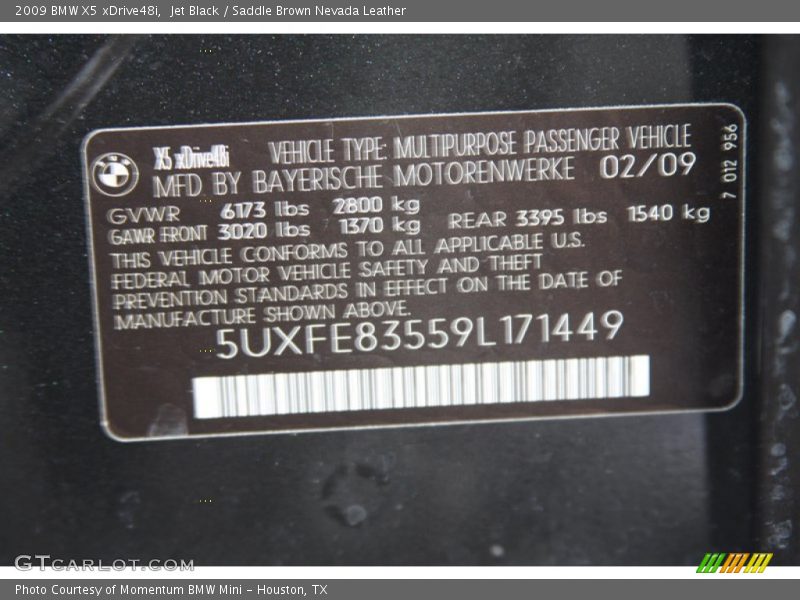 2009 BMW X5 xDrive48i,  Jet Black / Saddle Brown Nevada Leather
X5 xDrive48i VEHICLE TYPE: MULTIPURPOSE PASSENGER VEHICLE
MFD BY BAYERISCHE MOTORENWERKE 02/09
7 012 956
GVWR 6173 lbs 2800 kg
GAWR FRONT 3020 lbs 1370 kg REAR 3395 lbs 1540 kg
THIS VEHICLE CONFORMS TO ALL APPLICABLE U.S.
FEDERAL MOTOR VEHICLE SAFETY AND THEFT
PREVENTION STANDARDS IN EFFECT ON THE DATE OF
MANUFACTURE SHOWN ABOVE.
5UXFE83559L171449
GTCARLOT.COM
Photo Courtesy of Momentum BMW Mini – Houston, TX